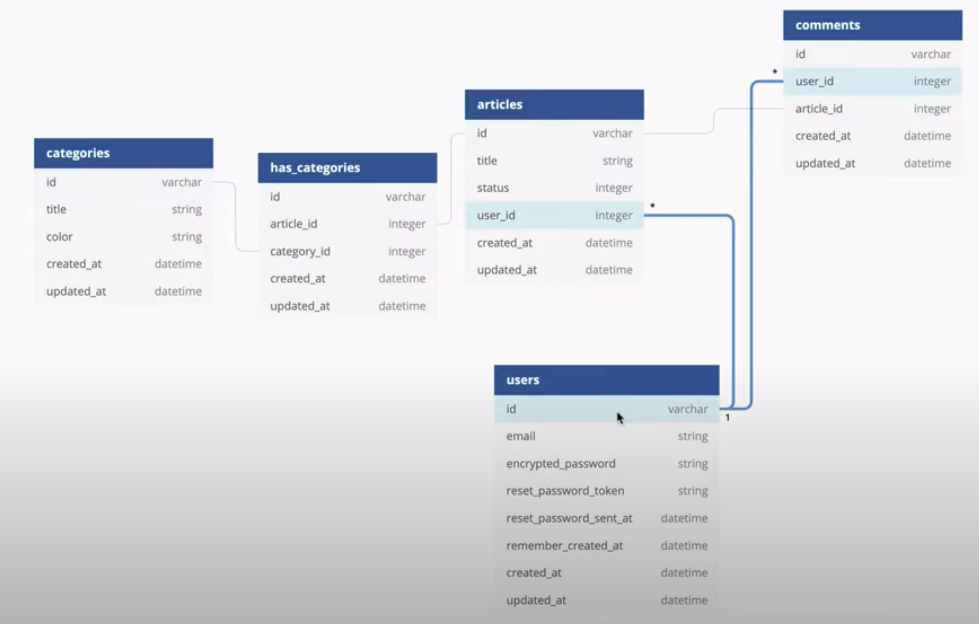 categories
id varchar
title string
color string
created_at datetime
updated_at datetime
has_categories
id varchar
article_id integer
category_id integer
created_at datetime
updated_at datetime
articles
id varchar
title string
status integer
user_id integer
created_at datetime
updated_at datetime
*
comments
id varchar
* user_id integer
article_id integer
created_at datetime
updated_at datetime
users
id varchar
1
email string
encrypted_password string
reset_password_token string
reset_password_sent_at datetime
remember_created_at datetime
created_at datetime
updated_at datetime